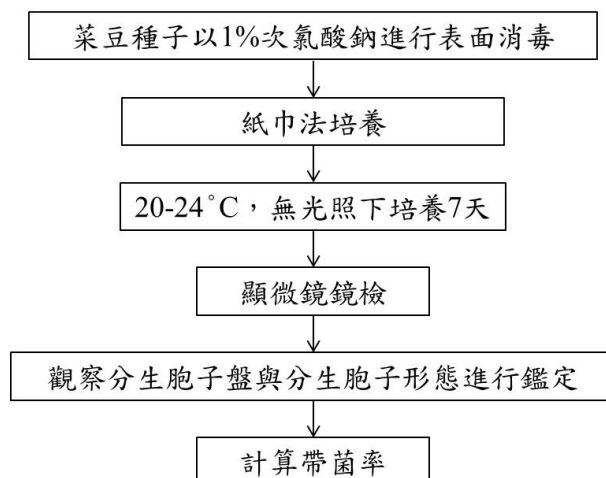 菜豆種子以1%次氯酸鈉進行表面消毒
紙巾法培養
20-24°C,無光照下培養7天
顯微鏡鏡檢
觀察分生胞子盤與分生胞子形態進行鑑定
計算帶菌率